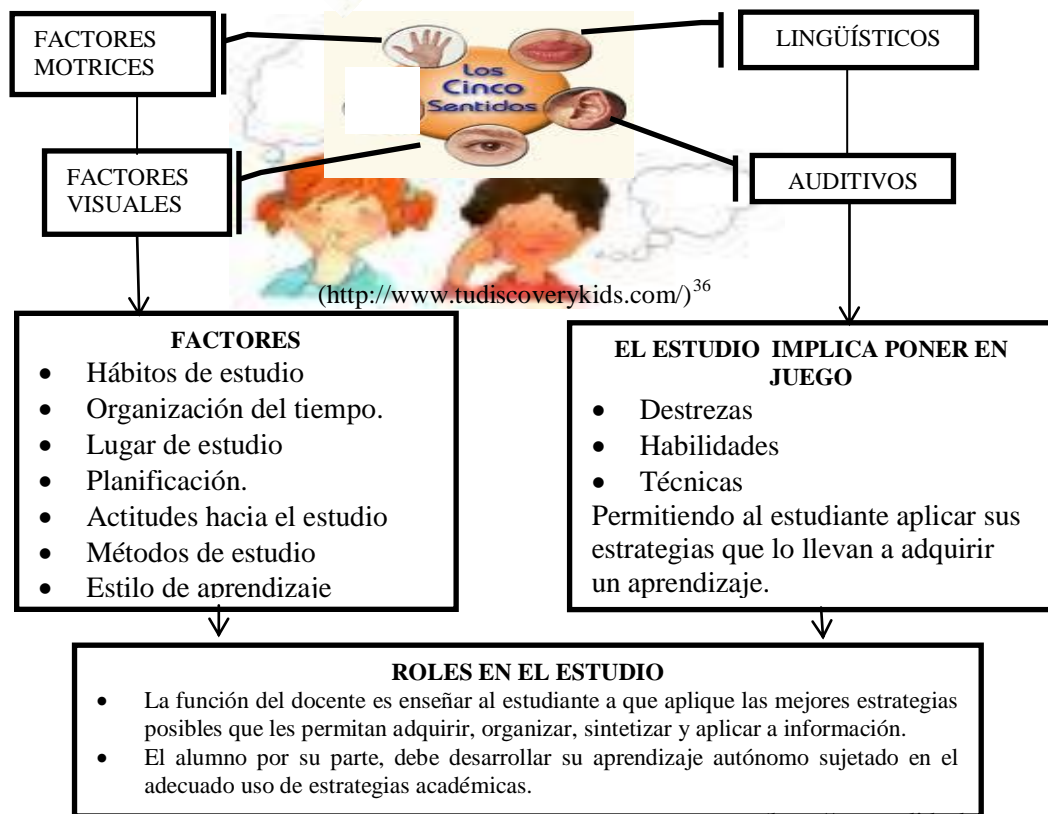 FACTORES
MOTRICES
LINGÜÍSTICOS
Los
Cinco
Sentidos
FACTORES
VISUALES
AUDITIVOS
(http://www.tudiscoverykids.com/)36
FACTORES
• Hábitos de estudio
• Organización del tiempo.
• Lugar de estudio
• Planificación.
• Actitudes hacia el estudio
• Métodos de estudio
• Estilo de aprendizaje
EL ESTUDIO IMPLICA PONER EN
JUEGO
• Destrezas
• Habilidades
• Técnicas
Permitiendo al estudiante aplicar sus
estrategias que lo llevan a adquirir
un aprendizaje.
ROLES EN EL ESTUDIO
• La función del docente es enseñar al estudiante a que aplique las mejores estrategias
posibles que les permitan adquirir, organizar, sintetizar y aplicar a información.
• El alumno por su parte, debe desarrollar su aprendizaje autónomo sujetado en el
adecuado uso de estrategias académicas.